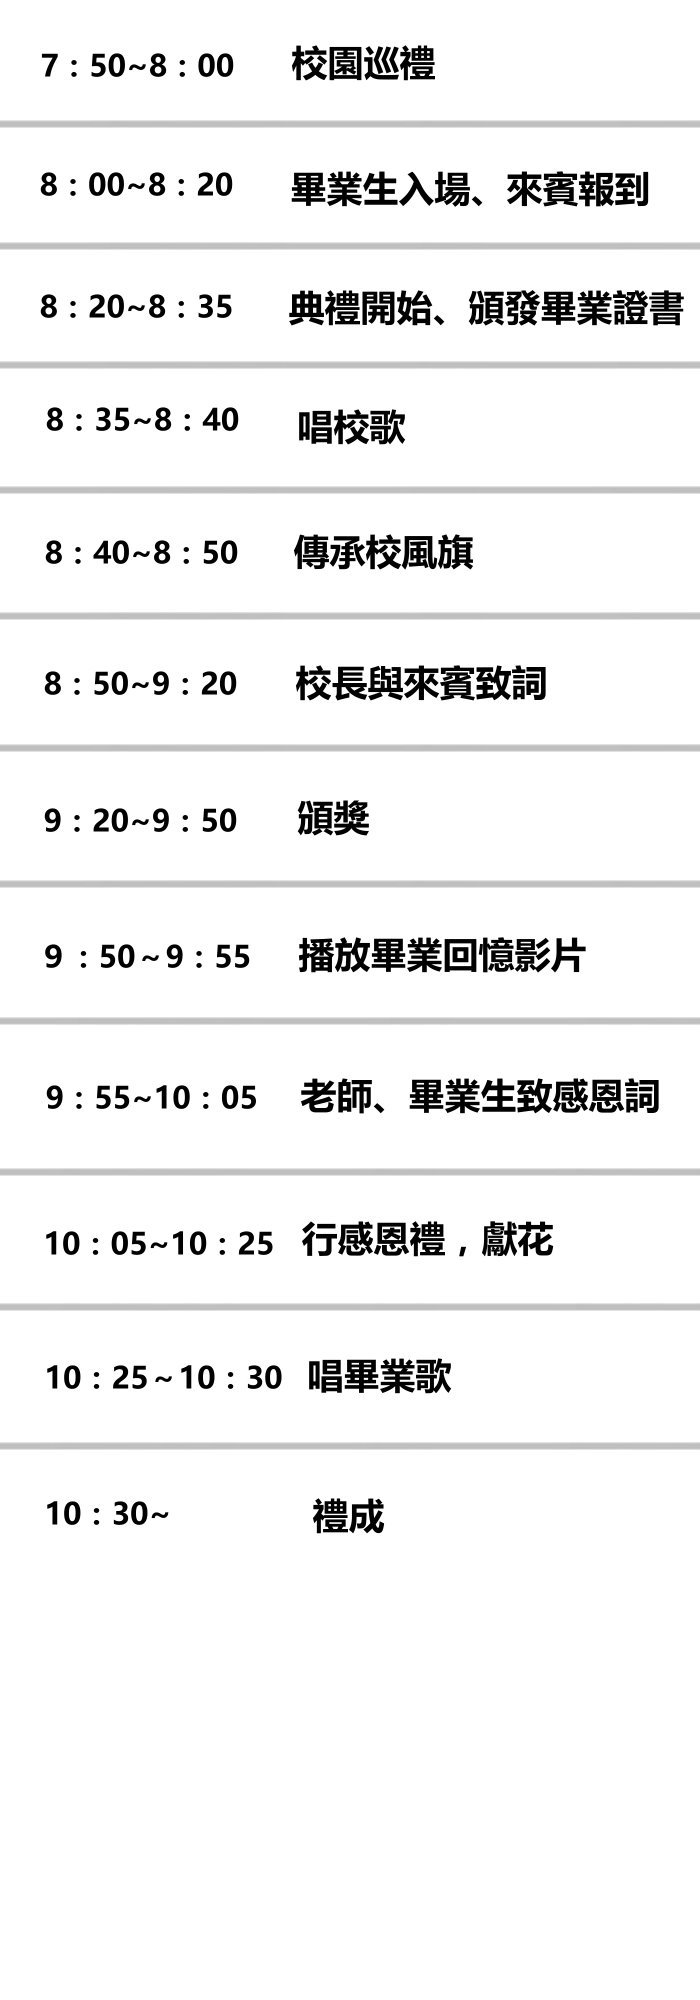 7：50~8：00 校園巡禮
8：00~8：20 畢業生入場、來賓報到
8：20~8：35 典禮開始、頒發畢業證書
8：35~8：40 唱校歌
8：40~8：50 傳承校風旗
8：50~9：20 校長與來賓致詞
9：20~9：50 頒獎
9：50~9：55 播放畢業回憶影片
9：55~10：05 老師、畢業生致感恩詞
10：05~10：25 行感恩禮，獻花
10：25~10：30 唱畢業歌
10：30~ 禮成